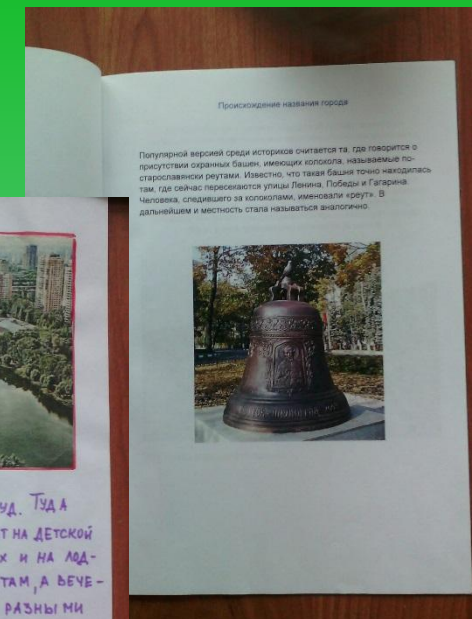 Происхождение названия города
Популярной версией среди историков считается та, где говорится о
присутствии охранных башен, имеющих колокола, называемые по-
старославянски реутами. Известно, что такая башня точно находилась
там, где сейчас пересекаются улицы Ленина, Победы и Гагарина.
Человека, следившего за колоколами, именовали «реут». В
дальнейшем и местность стала называться аналогично.
УД. ТУДА
Т НА ДЕТСКОЙ
Х И НА ЛОД-
ТАМ, А ВЕЧЕ-
РАЗНЫМИ